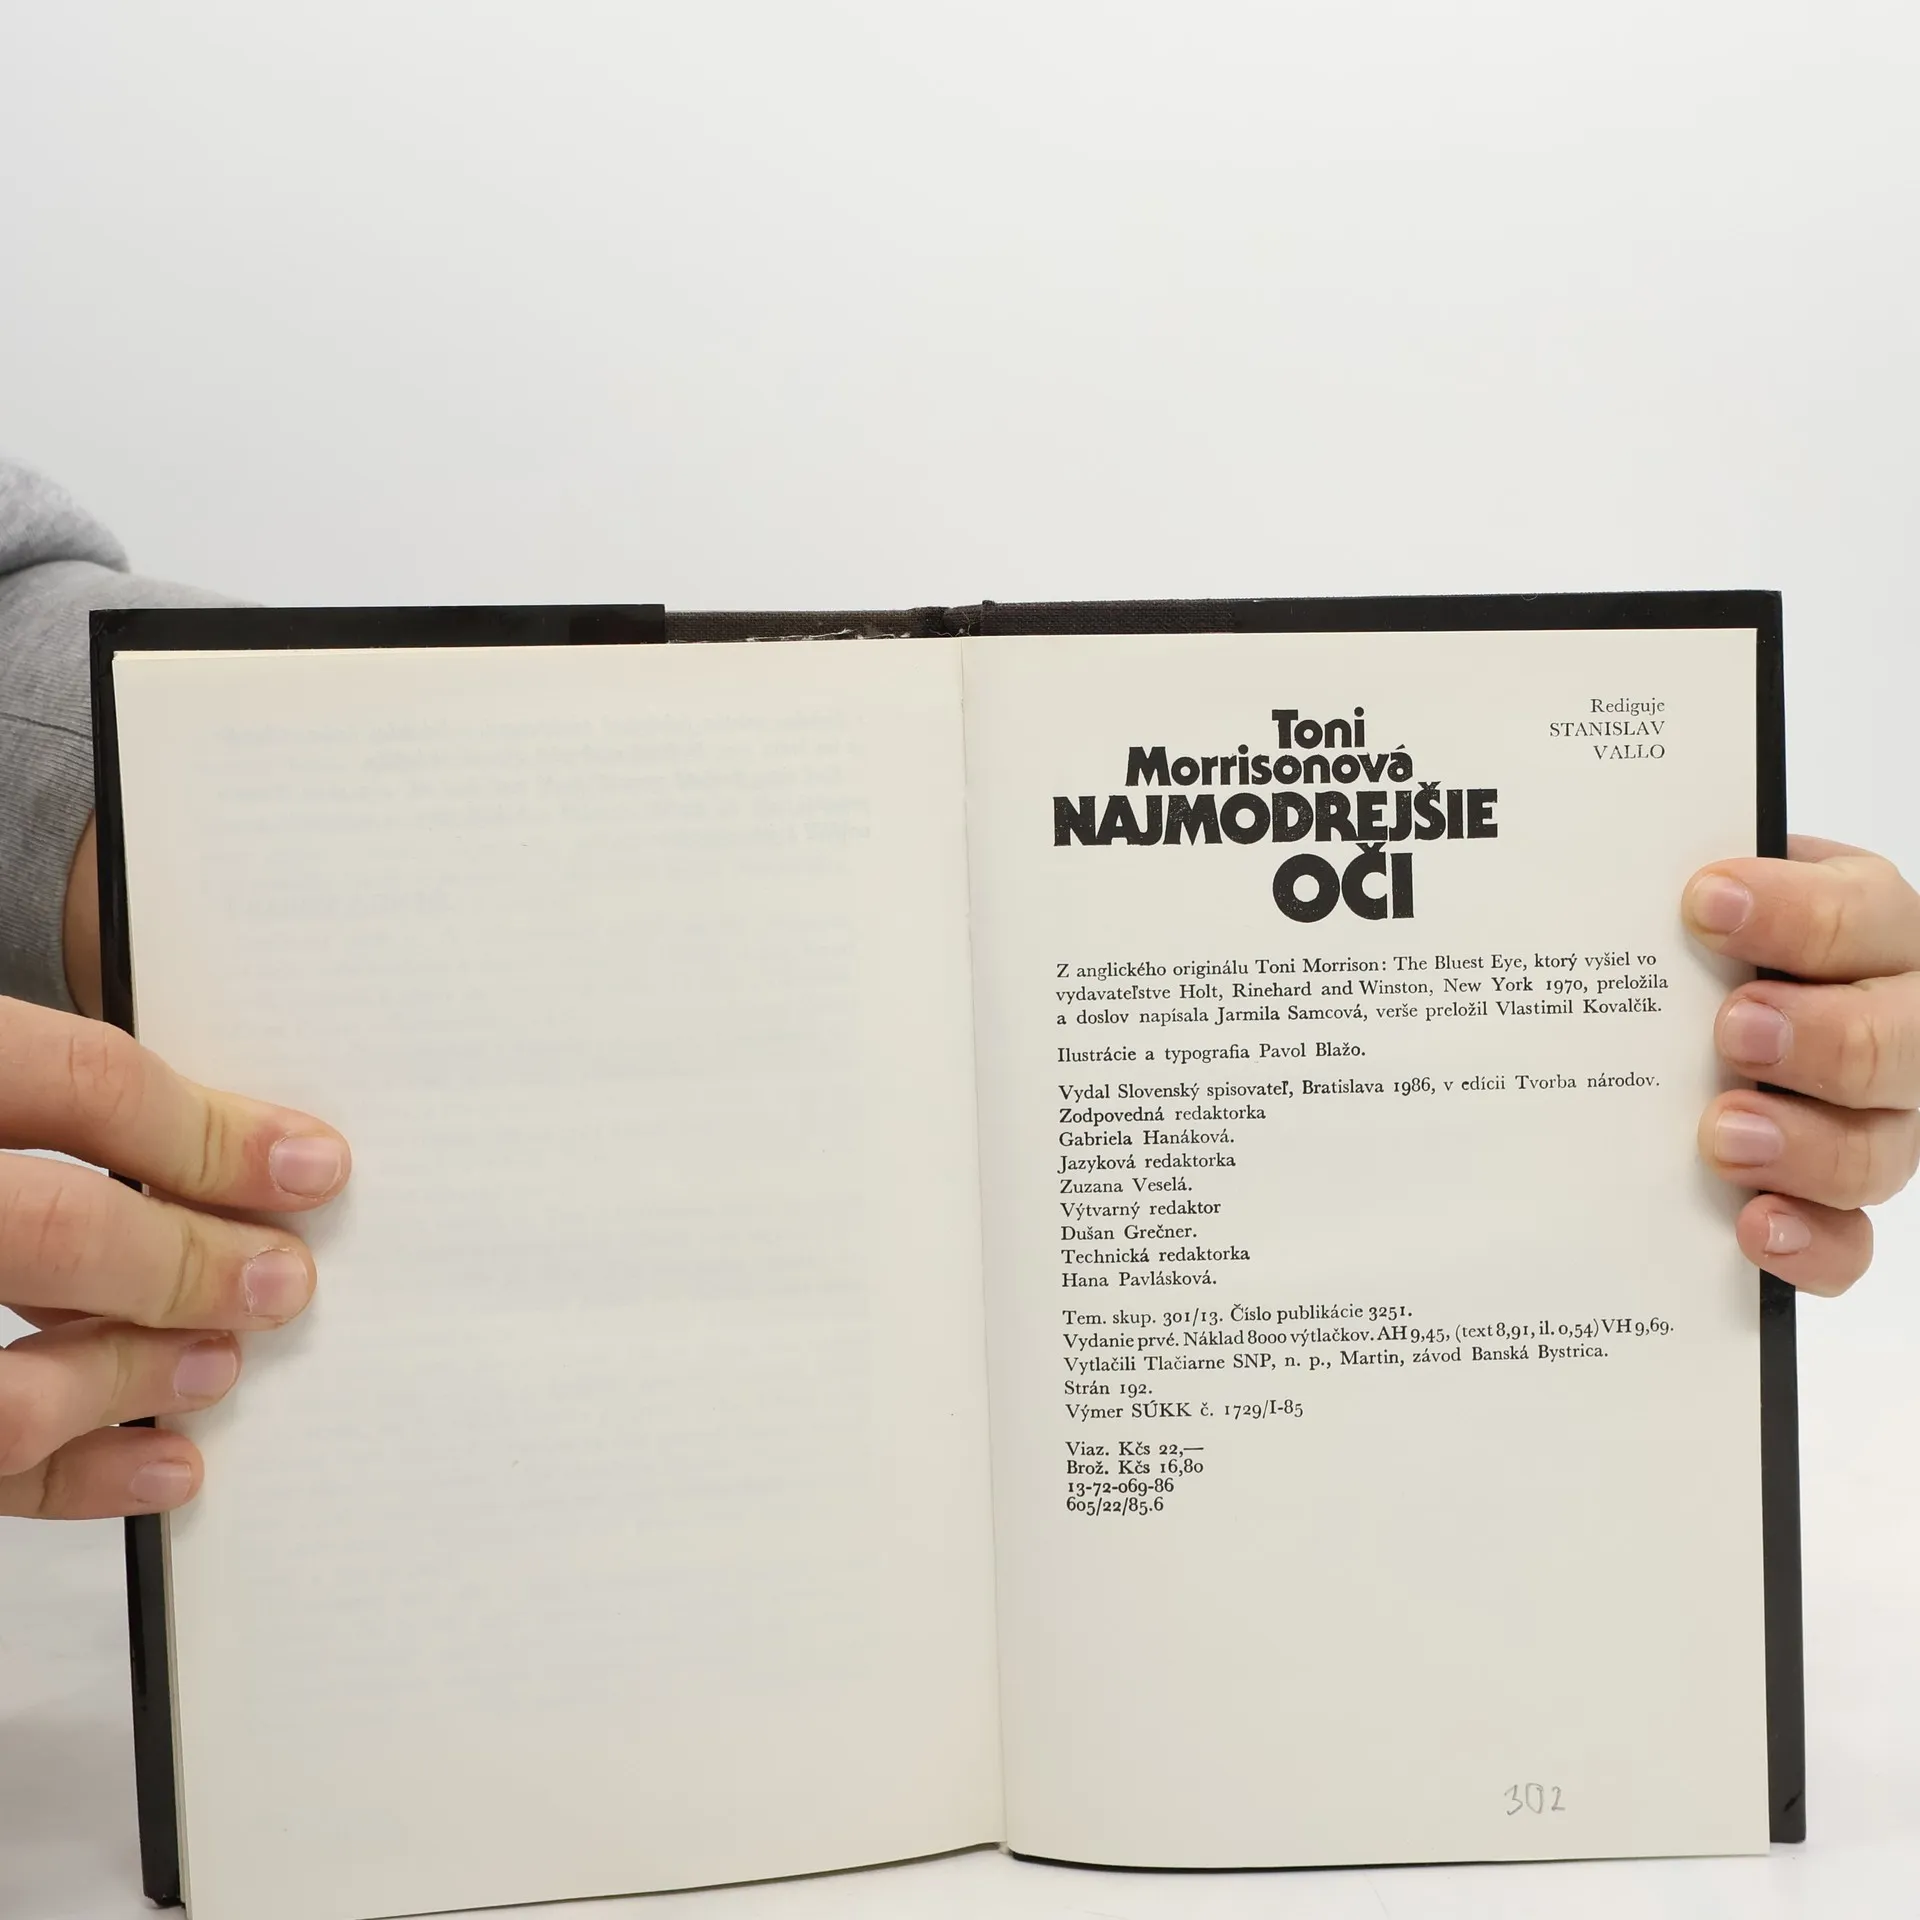 Rediguje
STANISLAV
VALLO
Toni
Morrisonová
NAJMODREJŠIE
OČI
Z anglického originálu Toni Morrison: The Bluest Eye, ktorý vyšiel vo
vydavateľstve Holt, Rinehard and Winston, New York 1970, preložila
a doslov napísala Jarmila Samcová, verše preložil Vlastimil Kovalčík.
Ilustrácie a typografia Pavol Blažo.
Vydal Slovenský spisovateľ, Bratislava 1986, v edícii Tvorba národov.
Zodpovedná redaktorka
Gabriela Hanáková.
Jazyková redaktorka
Zuzana Veselá.
Výtvarný redaktor
Dušan Grečner.
Technická redaktorka
Hana Pavlásková.
Tem. skup. 301/13. Číslo publikácie 3251.
Vydanie prvé. Náklad 8000 výtlačkov. AH 9,45, (text 8,91, il. 0,54) VH 9,69.
Vytlačili Tlačiarne SNP, n. p., Martin, závod Banská Bystrica.
Strán 192.
Výmer SÚKK č. 1729/I-85
Viaz. Kčs 22,—
Brož. Kčs 16,80
13-72-069-86
605/22/85.6
302